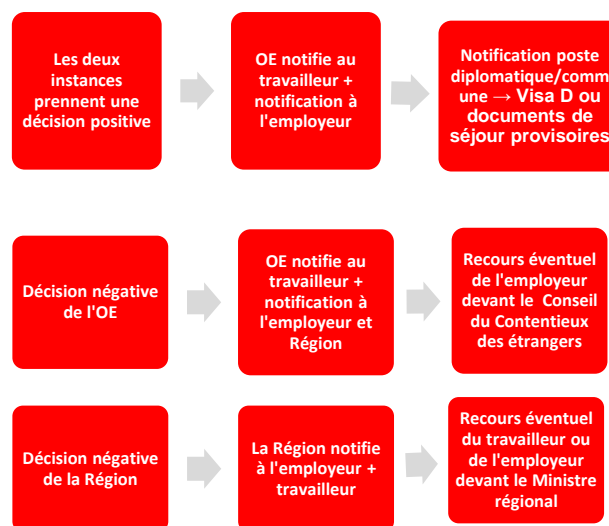 Les deux
instances
prennent une
décision positive
OE notifie au
travailleur +
notification à
l'employeur
Notification poste
diplomatique/comm
une → Visa D ou
documents de
séjour provisoires
Décision négative
de l'OE
OE notifie au
travailleur +
notification à
l'employeur et
Région
Recours éventuel
de l'employeur
devant le Conseil
du Contentieux
des étrangers
Décision négative
de la Région
La Région notifie
à l'employeur +
travailleur
Recours éventuel
du travailleur ou
de l'employeur
devant le Ministre
régional